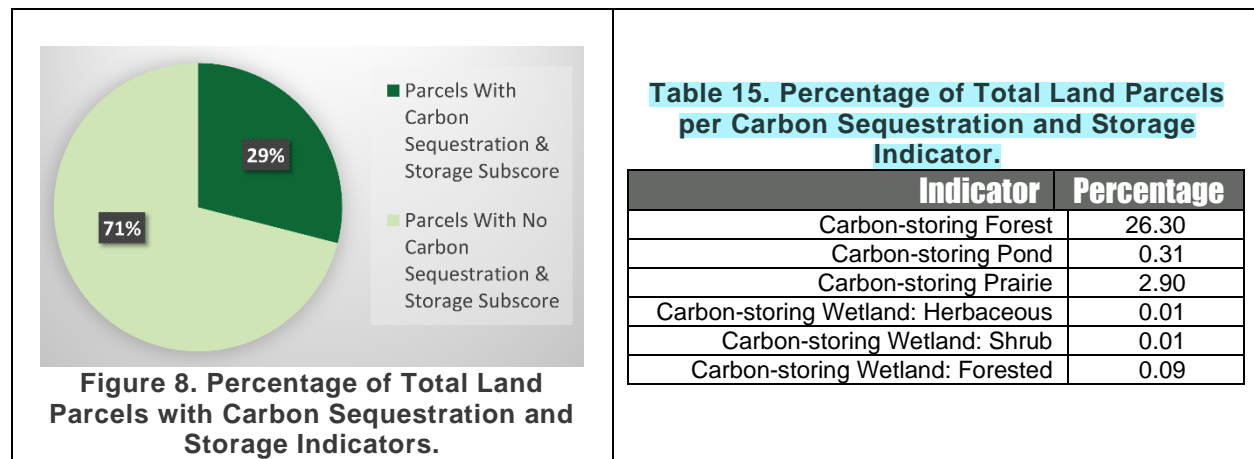 29%
71%
Parcels With
Carbon
Sequestration &
Storage Subscore
Parcels With No
Carbon
Sequestration &
Storage Subscore
Figure 8. Percentage of Total Land
Parcels with Carbon Sequestration and
Storage Indicators.
Table 15. Percentage of Total Land Parcels
per Carbon Sequestration and Storage
Indicator.
Indicator Percentage
Carbon-storing Forest 26.30
Carbon-storing Pond 0.31
Carbon-storing Prairie 2.90
Carbon-storing Wetland: Herbaceous 0.01
Carbon-storing Wetland: Shrub 0.01
Carbon-storing Wetland: Forested 0.09